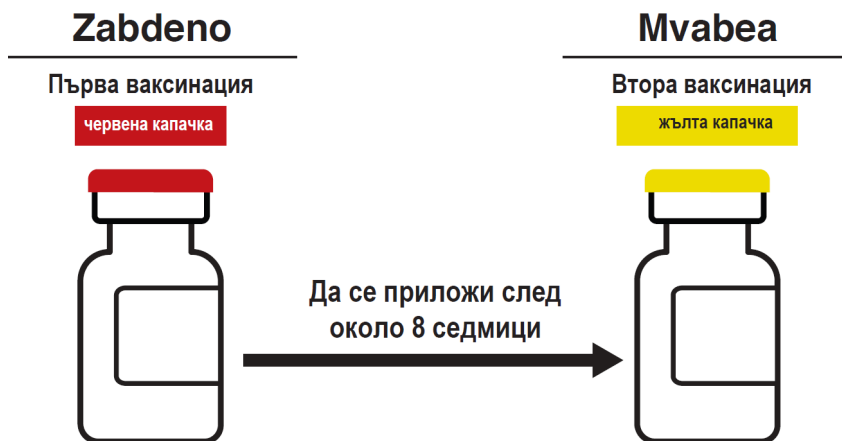 Zabdeno
Първа ваксинация
червена капачка
Mvabea
Втора ваксинация
жълта капачка
Да се приложи след
около 8 седмици